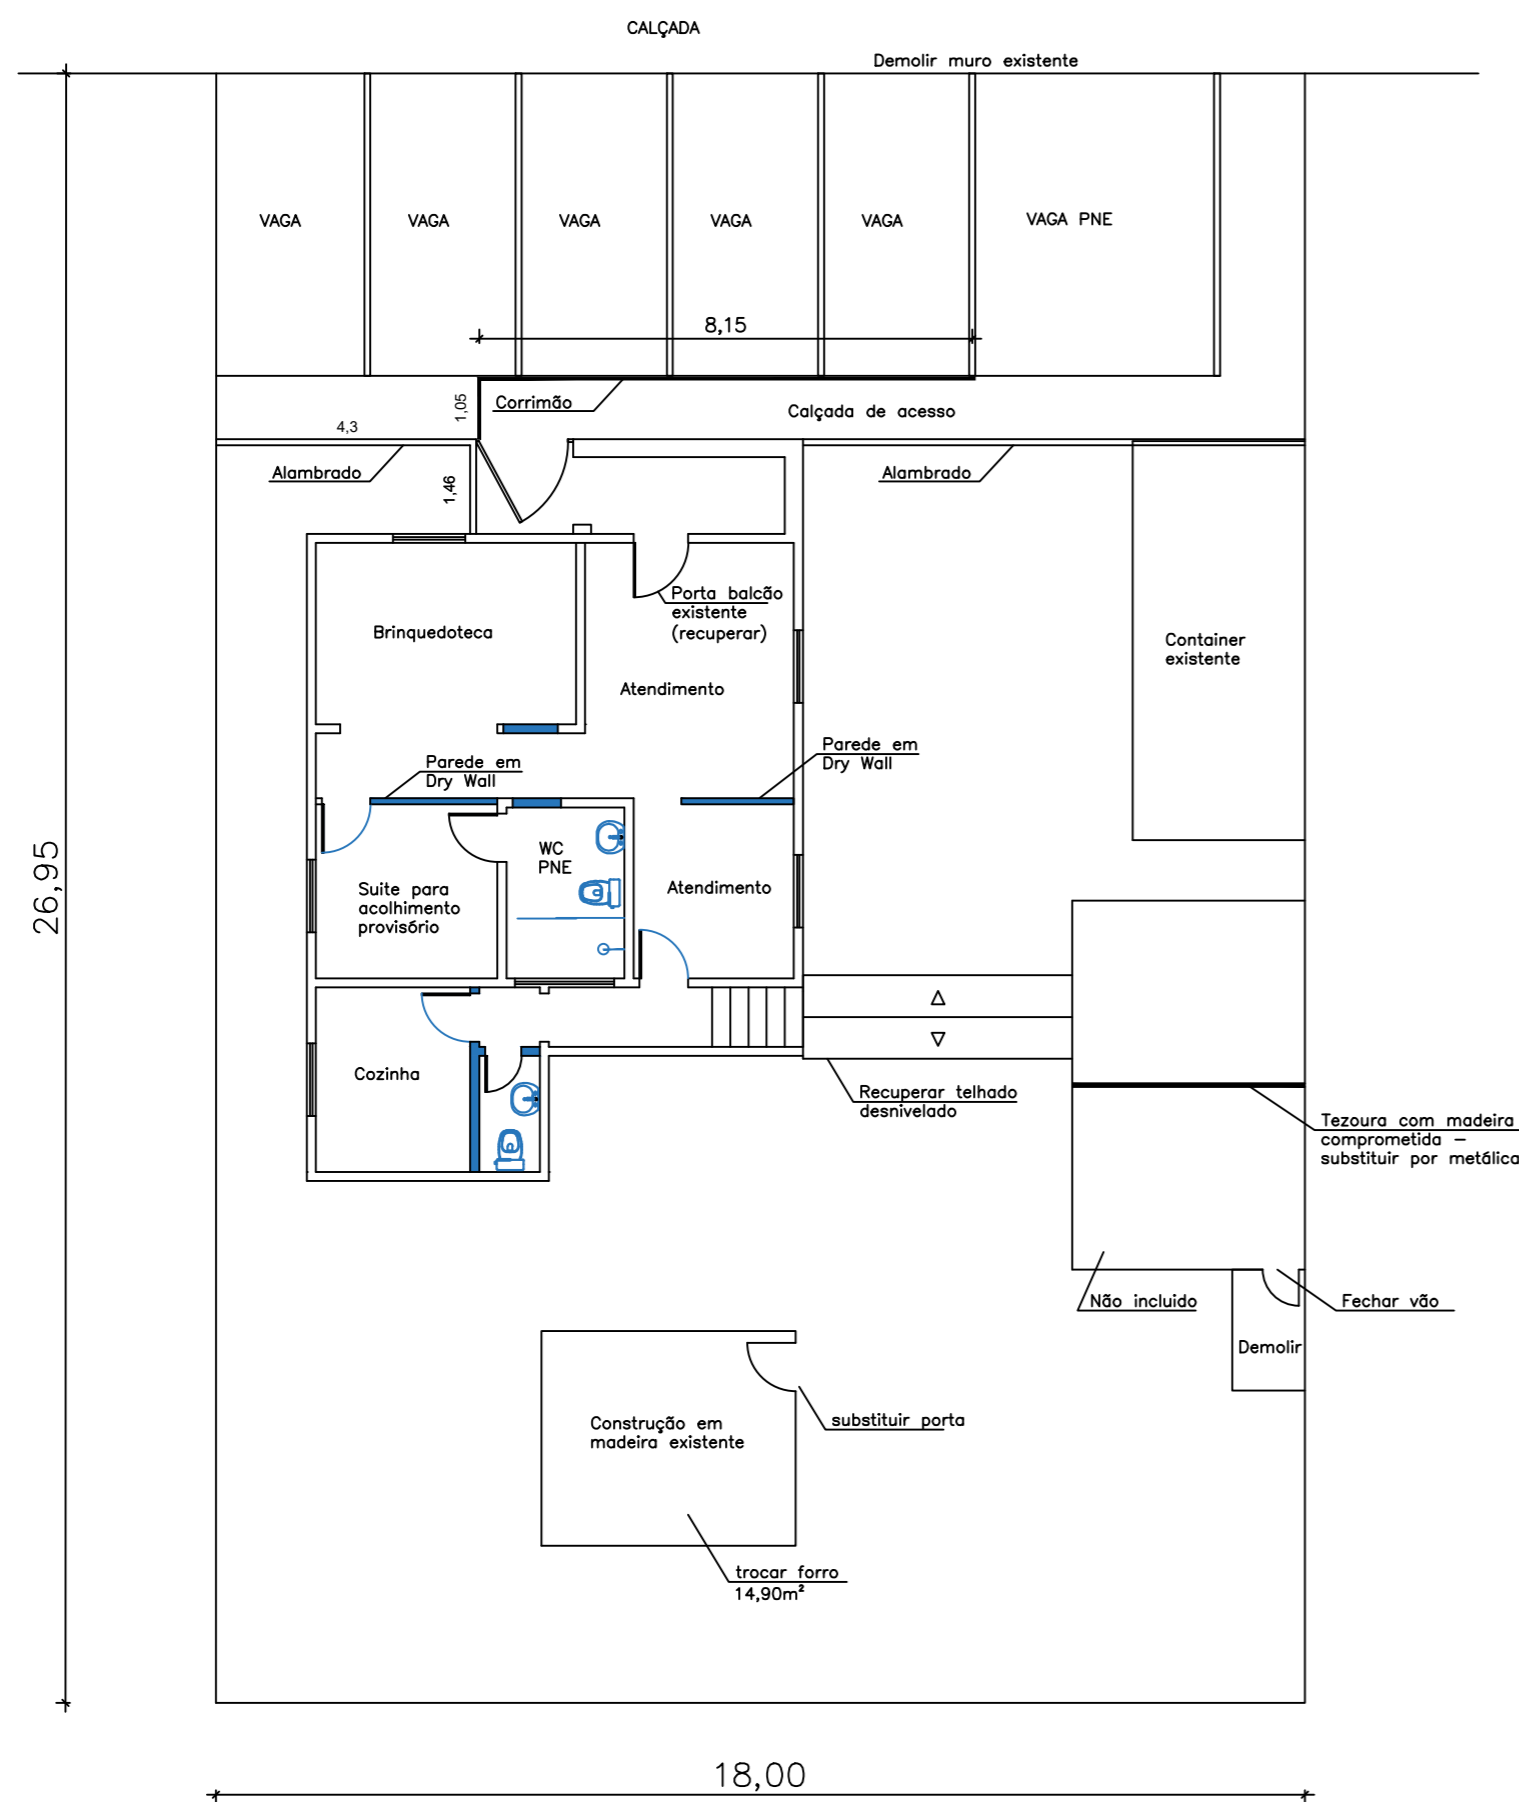 CALÇADA
Demolir muro existente
VAGA
VAGA
VAGA
VAGA
VAGA
VAGA PNE
8,15
1,05
Corrimão
Calçada de acesso
4,3
Alambrado
1,46
Alambrado
Porta balcão
existente
(recuperar)
Brinquedoteca
Container
existente
Atendimento
Parede em
Dry Wall
Parede em
Dry Wall
26,95
WC
PNE
Suite para
acolhimento
provisório
Atendimento
Cozinha
Recuperar telhado
desnivelado
Tezoura com madeira
comprometida –
substituir por metálica
Não incluido
Fechar vão
Demolir
substituir porta
Construção em
madeira existente
trocar forro
14,90m²
18,00